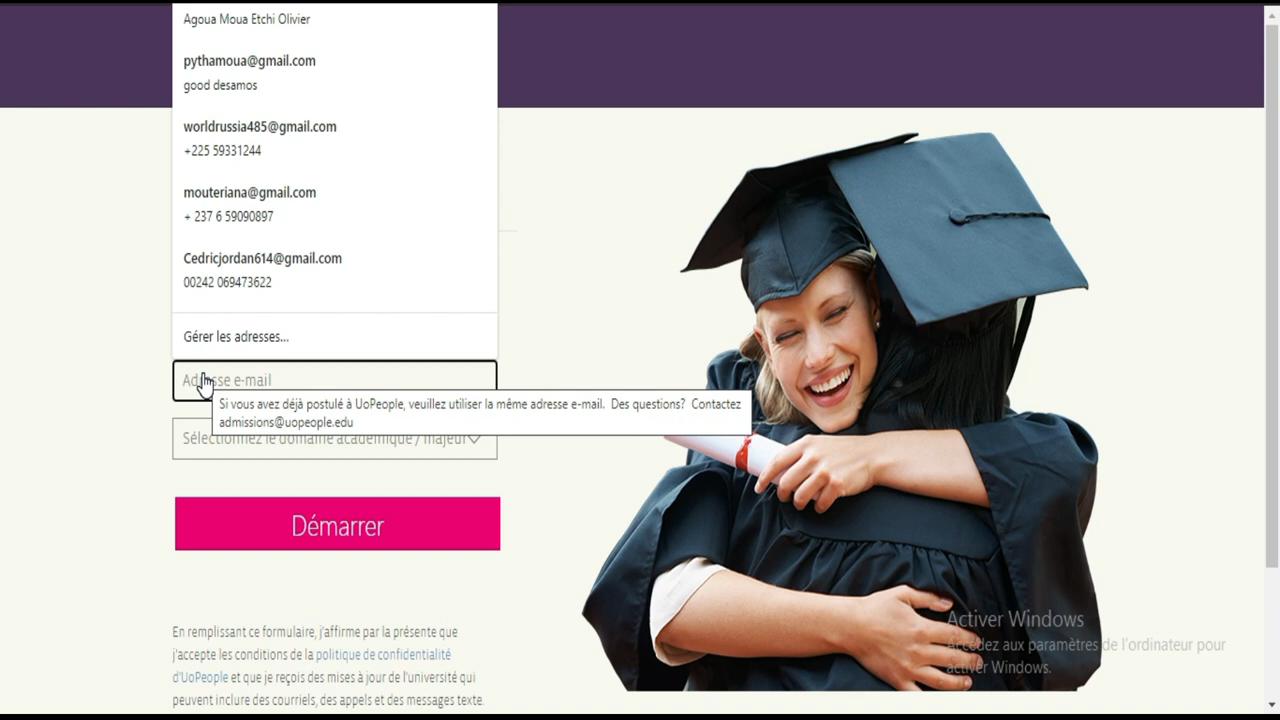 Agoua Moua Etchi Olivier
pythamoua@gmail.com
good desamos
worldrussia485@gmail.com
+225 59331244
mouteriana@gmail.com
+ 237 6 59090897
Cedricjordan614@gmail.com
00242 069473622
Gérer les adresses...
Adresse e-mail
Si vous avez déjà postulé à UoPeople, veuillez utiliser la même adresse e-mail. Des questions? Contactez
admissions@uopeople.edu
Sélectionnez le domaine académique / majeur
Démarrer
En remplissant ce formulaire, j'affirme par la présente que
j'accepte les conditions de la politique de confidentialité
d'UoPeople et que je reçois des mises à jour de l'université qui
peuvent inclure des courriels, des appels et des messages texte.
Activer Windows
Accédez aux paramètres de l'ordinateur pour
activer Windows.